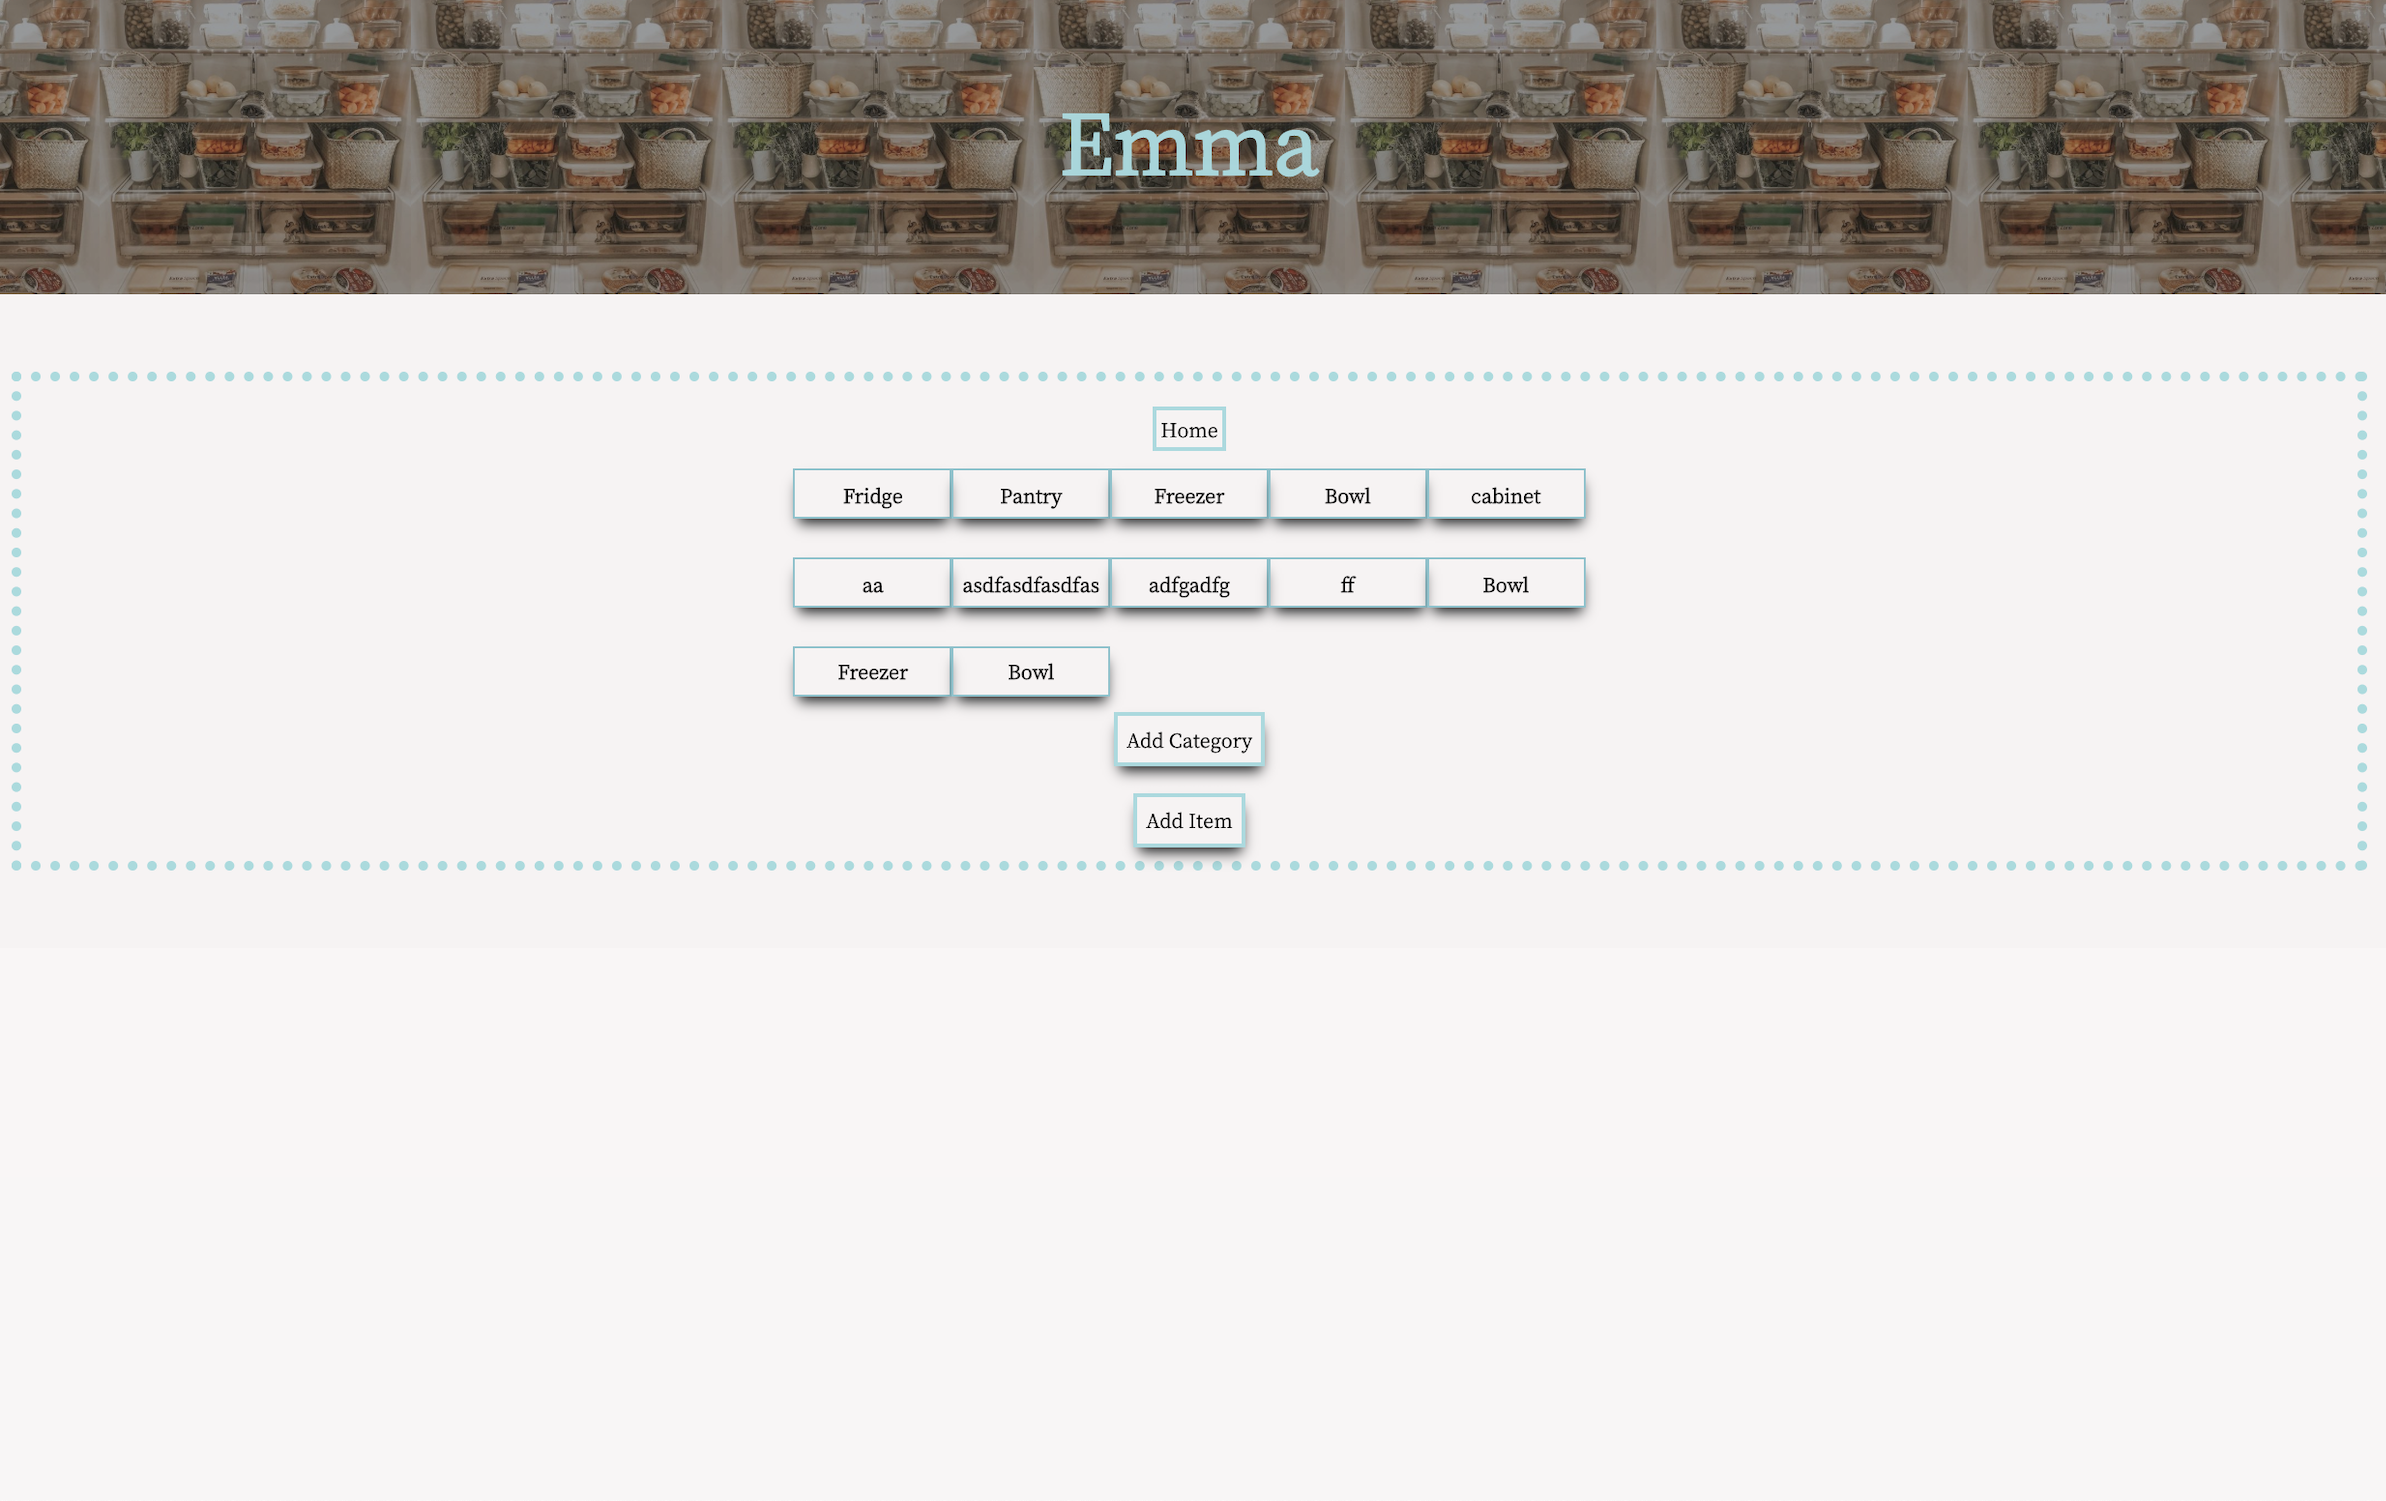 Emma
Home
Fridge Pantry Freezer Bowl cabinet
aa asdfasdfasdfas adfgadfg ff Bowl
Freezer Bowl
Add Category
Add Item